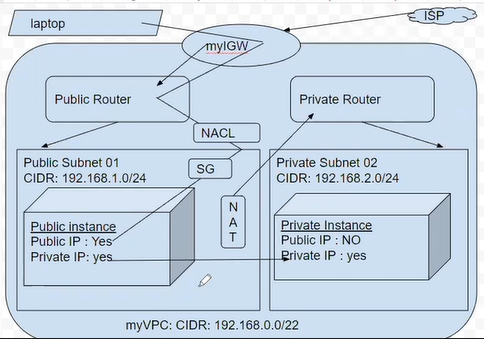 laptop
ISP
myIGW
Public Router
Private Router
NACL
Public Subnet 01
CIDR: 192.168.1.0/24
SG
Private Subnet 02
CIDR: 192.168.2.0/24
Public instance
Public IP : Yes
Private IP: yes
N
A
T
Private Instance
Public IP : NO
Private IP : yes
myVPC: CIDR: 192.168.0.0/22